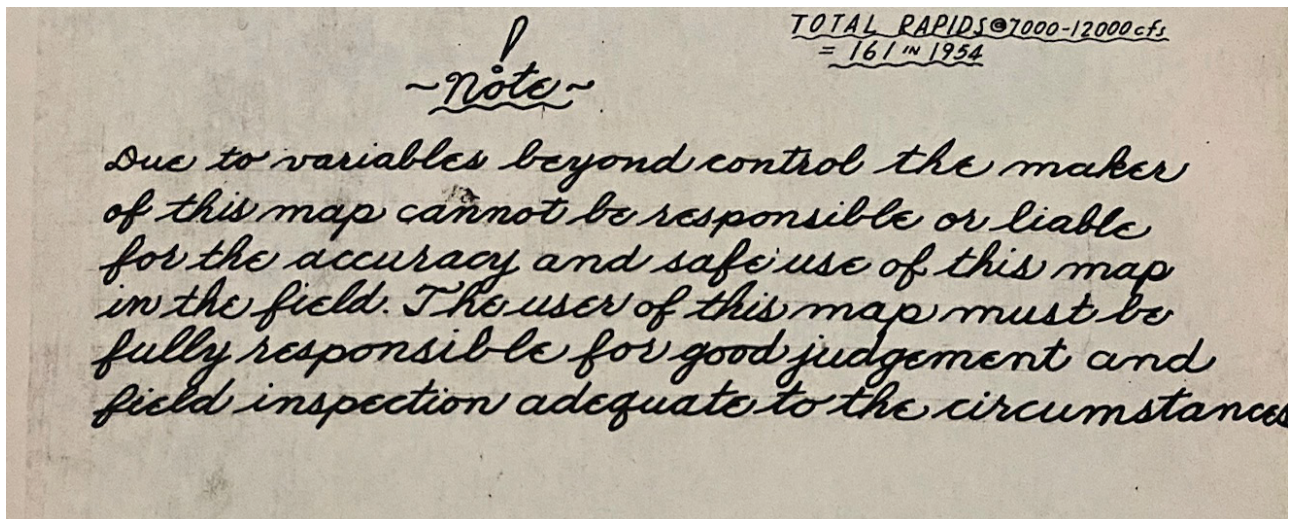 TOTAL RAPIDS @ 7000-12000 cfs
= 161 IN 1954
!
~Note~
Due to variables beyond control the maker
of this map cannot be responsible or liable
for the accuracy and safe use of this map
in the field. The user of this map must be
fully responsible for good judgement and
field inspection adequate to the circumstances